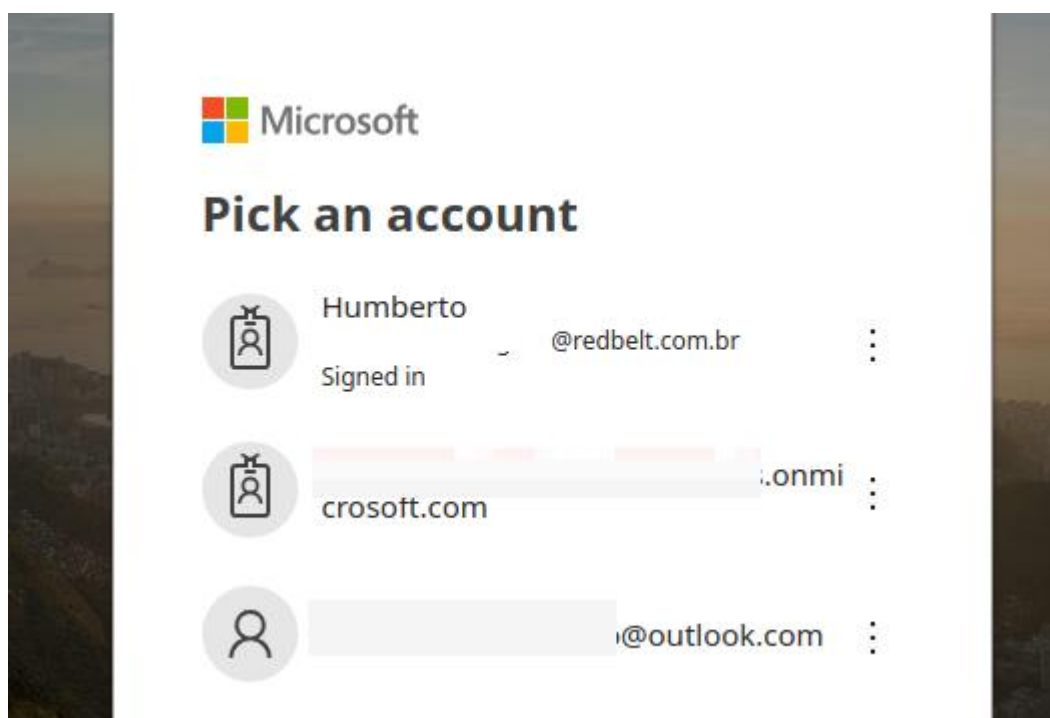 Microsoft
Pick an account
Humberto
@redbelt.com.br
Signed in
.onmi
crosoft.com
@outlook.com